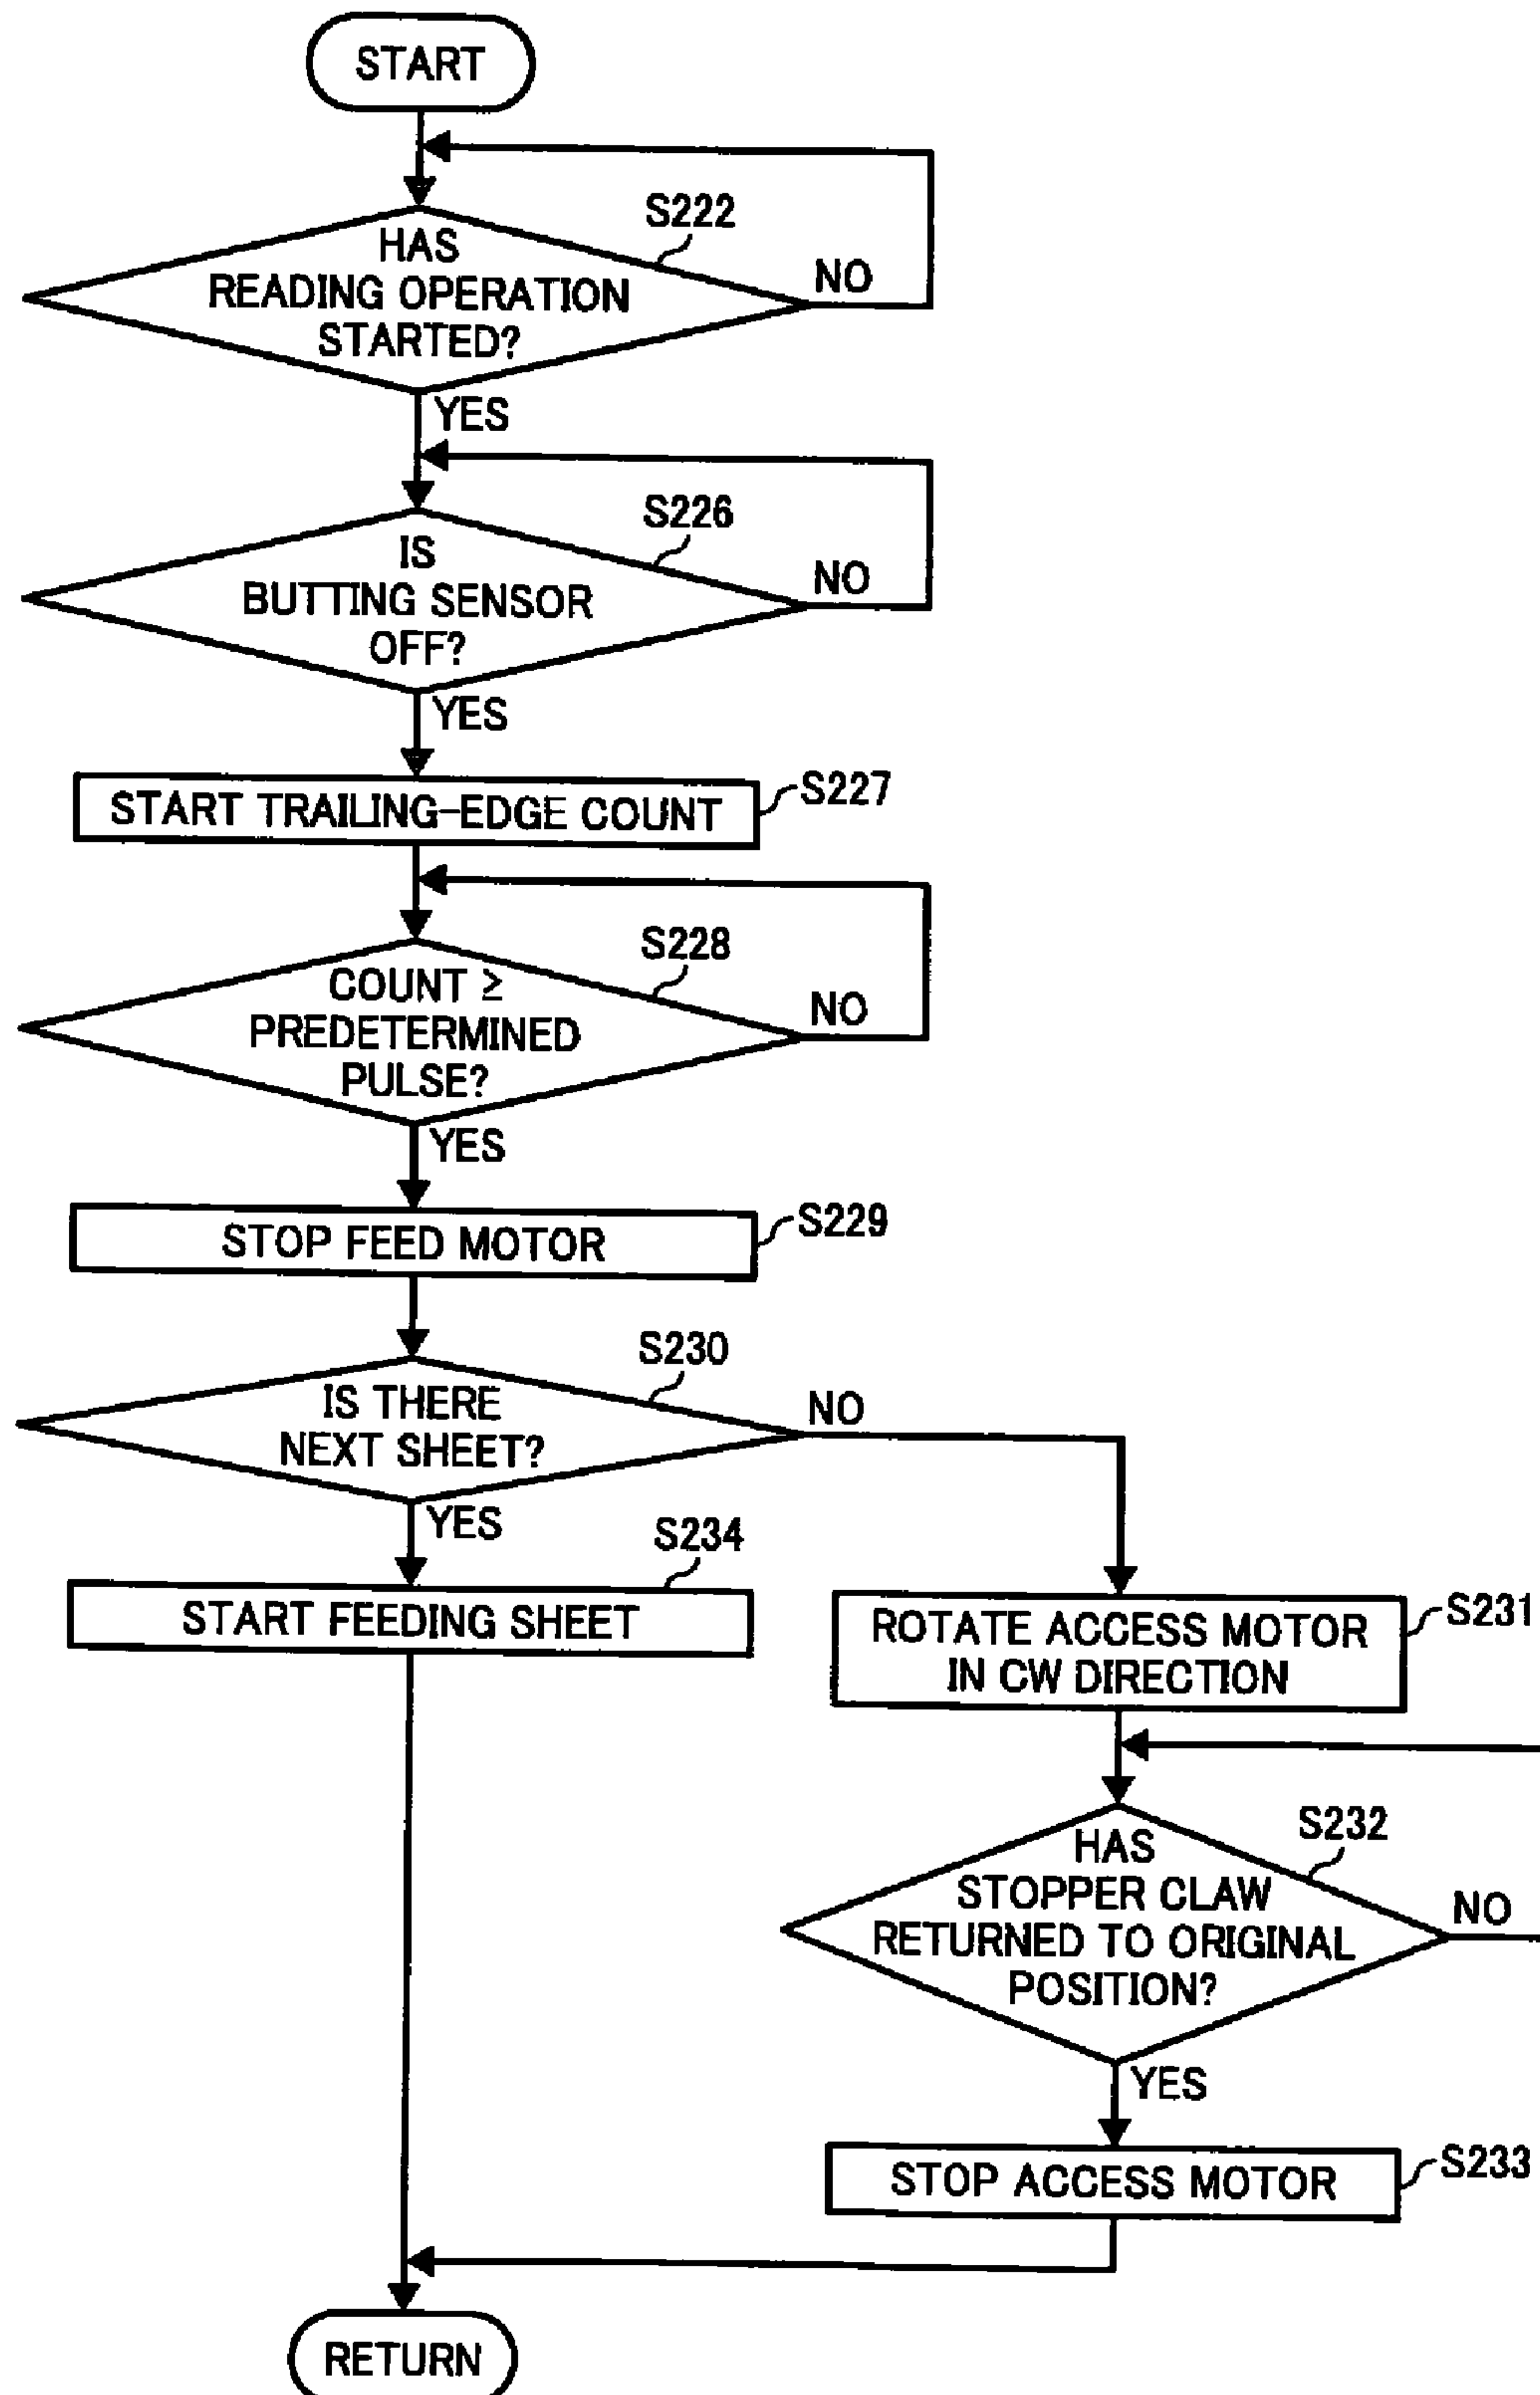 START
S222
HAS
READING OPERATION
STARTED?
NO
YES
S226
IS
BUTTING SENSOR
OFF?
NO
YES
START TRAILING-EDGE COUNT
S227
S228
COUNT ≥
PREDETERMINED
PULSE?
NO
YES
STOP FEED MOTOR
S229
S230
IS THERE
NEXT SHEET?
NO
YES
S234
START FEEDING SHEET
ROTATE ACCESS MOTOR
IN CW DIRECTION
S231
S232
HAS
STOPPER CLAW
RETURNED TO ORIGINAL
POSITION?
NO
YES
STOP ACCESS MOTOR
S233
RETURN